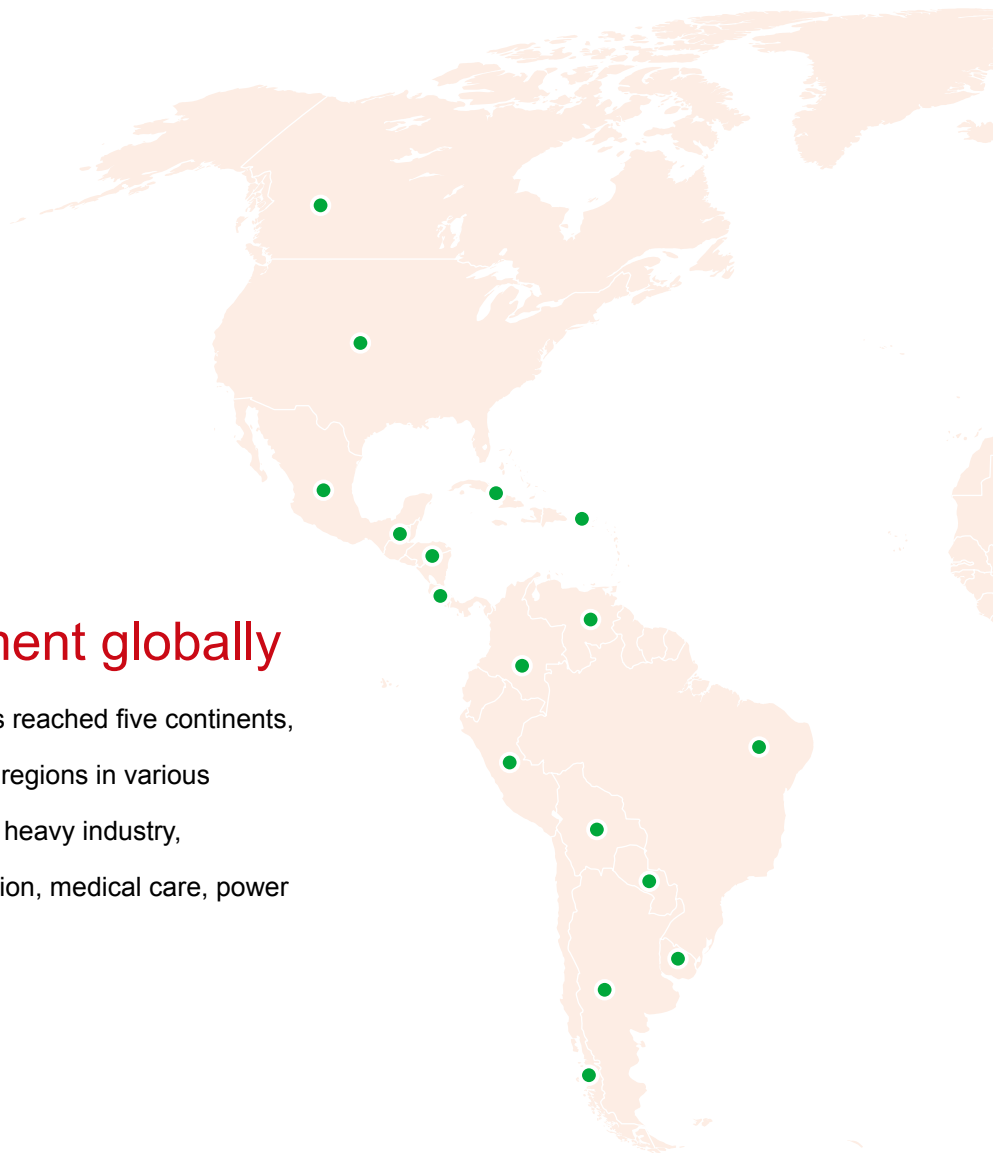 ment globally
s reached five continents,
regions in various
heavy industry,
ion, medical care, power